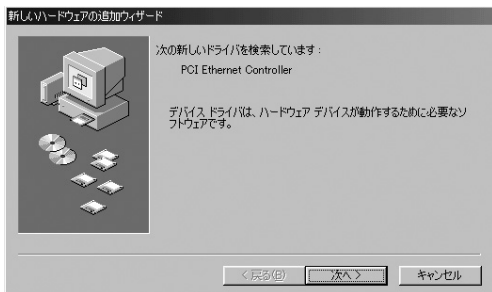 新しいハードウェアの追加ウィザード
次の新しいドライバを検索しています：
PCI Ethernet Controller
デバイス ドライバは、ハードウェア デバイスが動作するために必要なソ
フトウェアです。
< 戻る(B)
次へ >
キャンセル